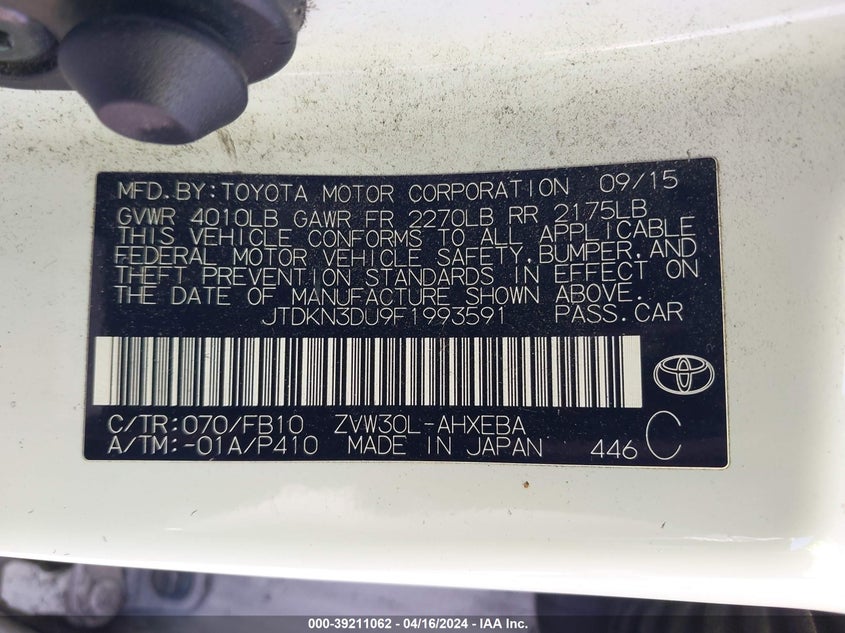 MFD.BY:TOYOTA MOTOR CORPORATION 09/15
GVWR 4010LB GAWR FR 2270LB RR 2175LB
THIS VEHICLE CONFORMS TO ALL APPLICABLE
FEDERAL MOTOR VEHICLE SAFETY,BUMPER,AND
THEFT PREVENTION STANDARDS IN EFFECT ON
THE DATE OF MANUFACTURE SHOWN ABOVE.
JTDKN3DU9F1993591 PASS.CAR
C/TR:070/FB10 ZVW30L-AHXEBA
A/TM:-01A/P410 MADE IN JAPAN 446 C
000-39211062 - 04/16/2024 - IAA Inc.